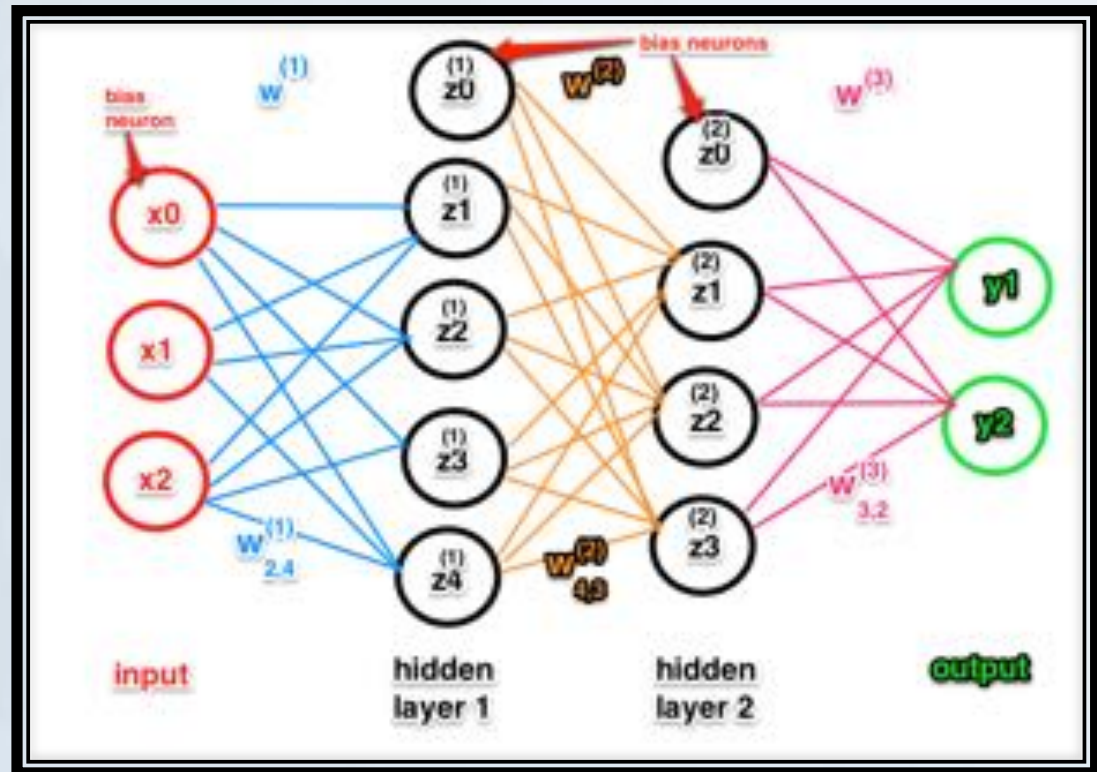 bias neurons
bias
neuron
W(1)
W(2)
W(3)
x0
x1
x2
(1)
z0
(1)
z1
(1)
z2
(1)
z3
(1)
z4
(2)
z0
(2)
z1
(2)
z2
(2)
z3
y1
y2
W(1)
2,4
W(2)
4,3
W(3)
3,2
input
hidden
layer 1
hidden
layer 2
output